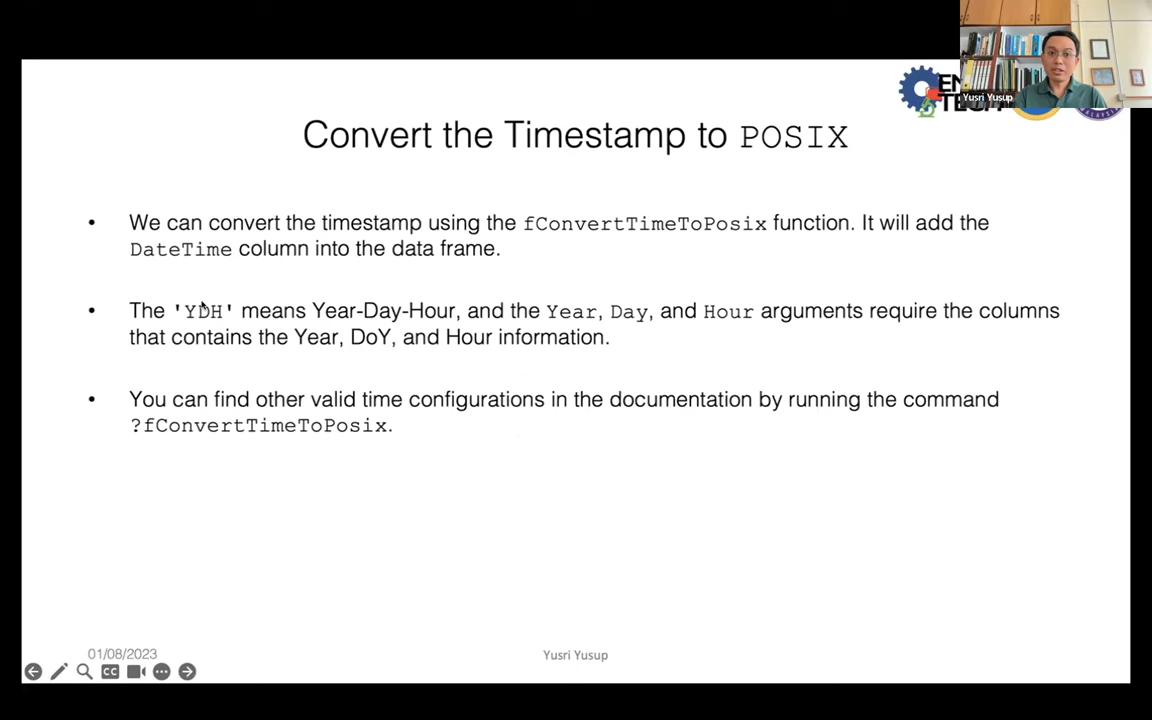 EN
TECH
Yusri Yusup
Convert the Timestamp to POSIX
• We can convert the timestamp using the fConvertTimeToPosix function. It will add the
DateTime column into the data frame.
• The 'YDH' means Year-Day-Hour, and the Year, Day, and Hour arguments require the columns
that contains the Year, DoY, and Hour information.
• You can find other valid time configurations in the documentation by running the command
?fConvertTimeToPosix.
01/08/2023
Yusri Yusup
CC